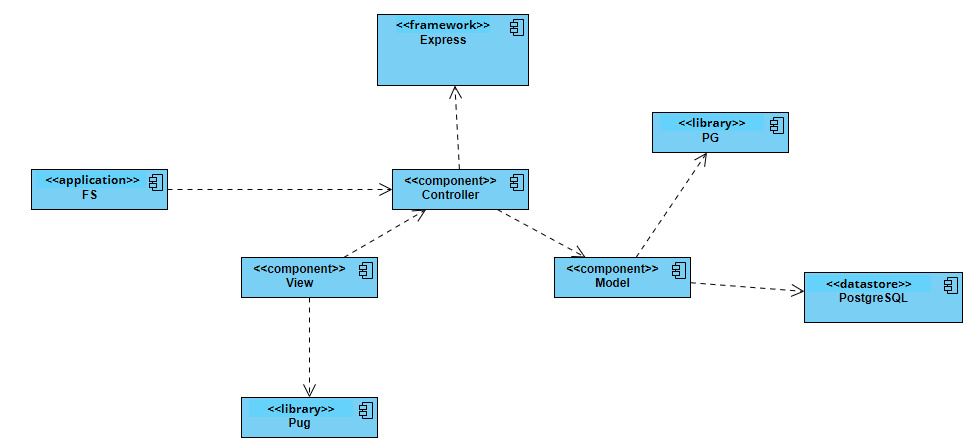 <<framework>>
Express
<<library>>
PG
<<application>>
FS
<<component>>
Controller
<<component>>
View
<<component>>
Model
<<datastore>>
PostgreSQL
<<library>>
Pug